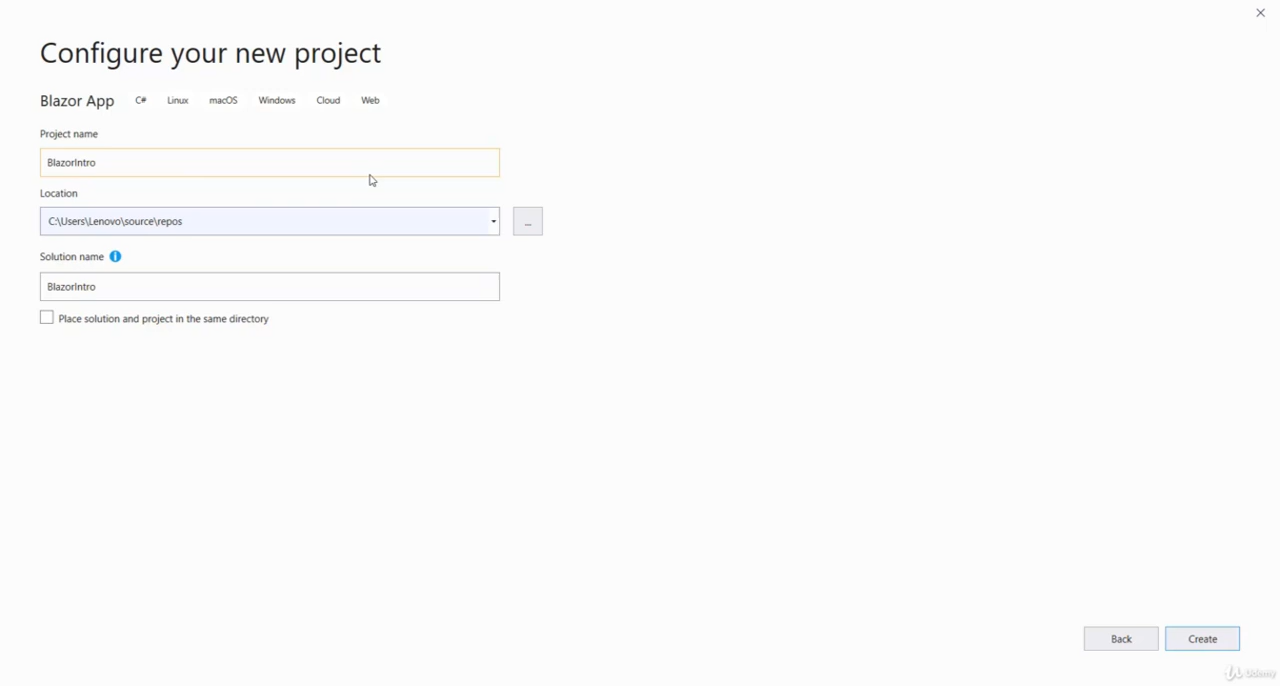 Configure your new project
Blazor App C# Linux macOS Windows Cloud Web
Project name
BlazorIntro
Location
C:\Users\Lenovo\source\repos
...
Solution name
BlazorIntro
Place solution and project in the same directory
Back Create
Udemy